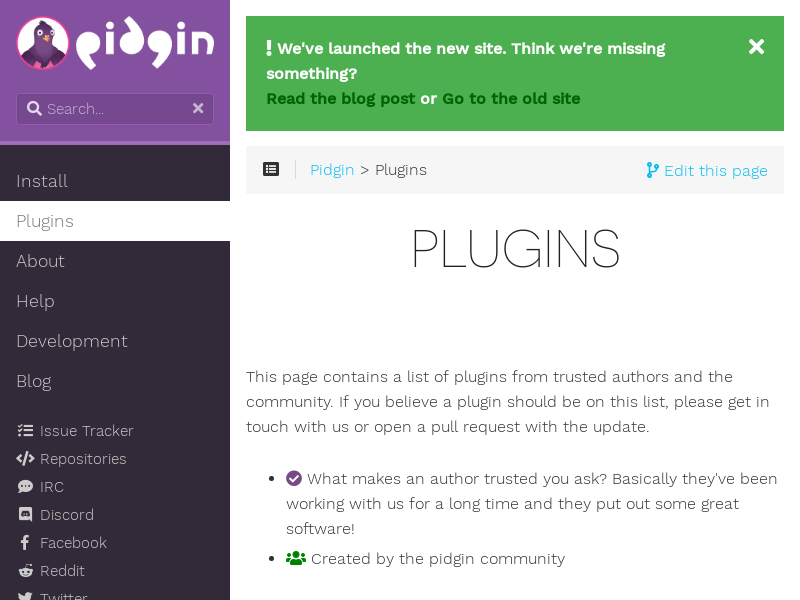 pidgin
Search...
Install
Plugins
About
Help
Development
Blog
Issue Tracker
Repositories
IRC
Discord
Facebook
Reddit
Twitter
! We've launched the new site. Think we're missing
something?
Read the blog post or Go to the old site
Pidgin > Plugins
Edit this page
PLUGINS
This page contains a list of plugins from trusted authors and the
community. If you believe a plugin should be on this list, please get in
touch with us or open a pull request with the update.
What makes an author trusted you ask? Basically they've been
working with us for a long time and they put out some great
software!
Created by the pidgin community